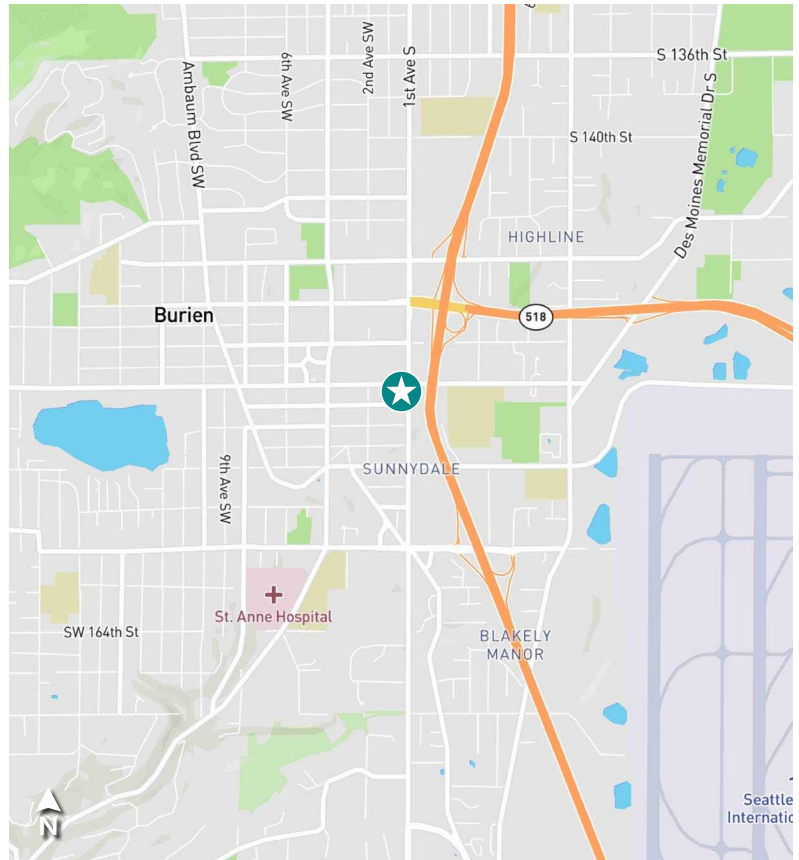 S 136th St
6th Ave SW
2nd Ave SW
1st Ave S
Ambaum Blvd SW
S 140th St
Des Moines Memorial Dr S
HIGHLINE
Burien
518
SUNNYDALE
9th Ave SW
St. Anne Hospital
SW 164th St
BLAKELY
MANOR
N
Seattle
Internatio